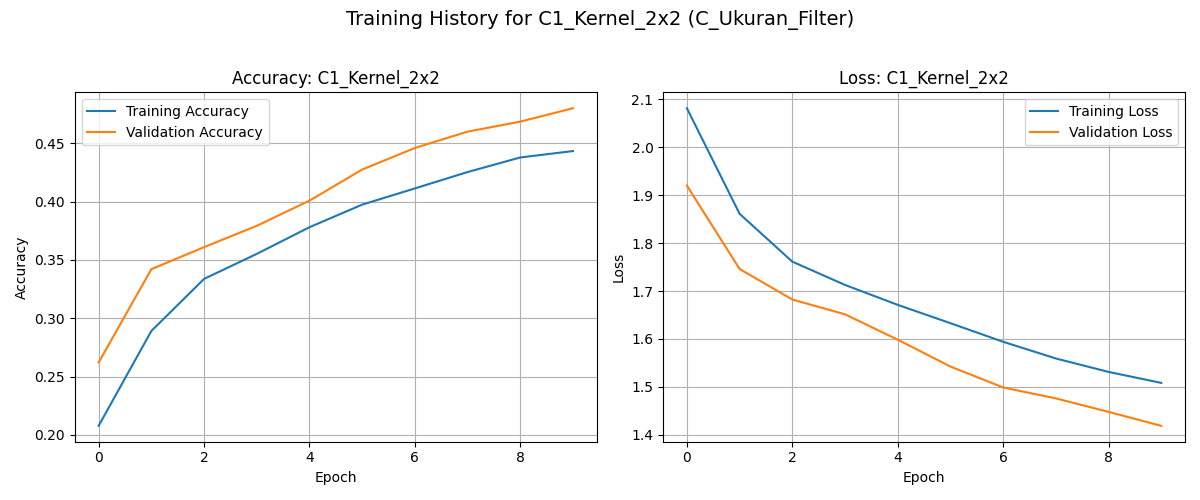 Training History for C1_Kernel_2x2 (C_Ukuran_Filter)
Accuracy: C1_Kernel_2x2
Training Accuracy
Validation Accuracy
0.45
0.40
0.35
0.30
0.25
0.20
Accuracy
0 2 4 6 8
Epoch
Loss: C1_Kernel_2x2
Training Loss
Validation Loss
2.1
2.0
1.9
1.8
1.7
1.6
1.5
1.4
Loss
0 2 4 6 8
Epoch